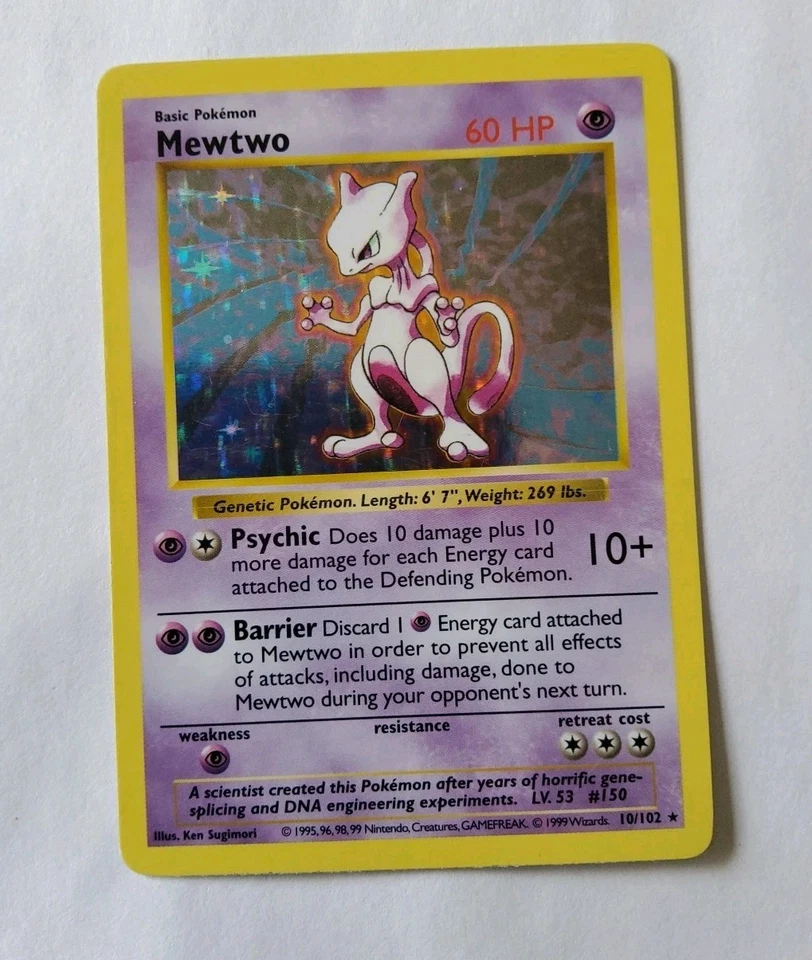 Basic Pokémon
Mewtwo 60 HP
Genetic Pokémon. Length: 6' 7", Weight: 269 lbs.
Psychic Does 10 damage plus 10
more damage for each Energy card
attached to the Defending Pokémon.
10+
Barrier Discard 1 Energy card attached
to Mewtwo in order to prevent all effects
of attacks, including damage, done to
Mewtwo during your opponent's next turn.
weakness resistance retreat cost
A scientist created this Pokémon after years of horrific gene-
splicing and DNA engineering experiments. LV. 53 #150
Illus. Ken Sugimori © 1995, 96, 98, 99 Nintendo, Creatures, GAMEFREAK. © 1999 Wizards. 10/102 ★